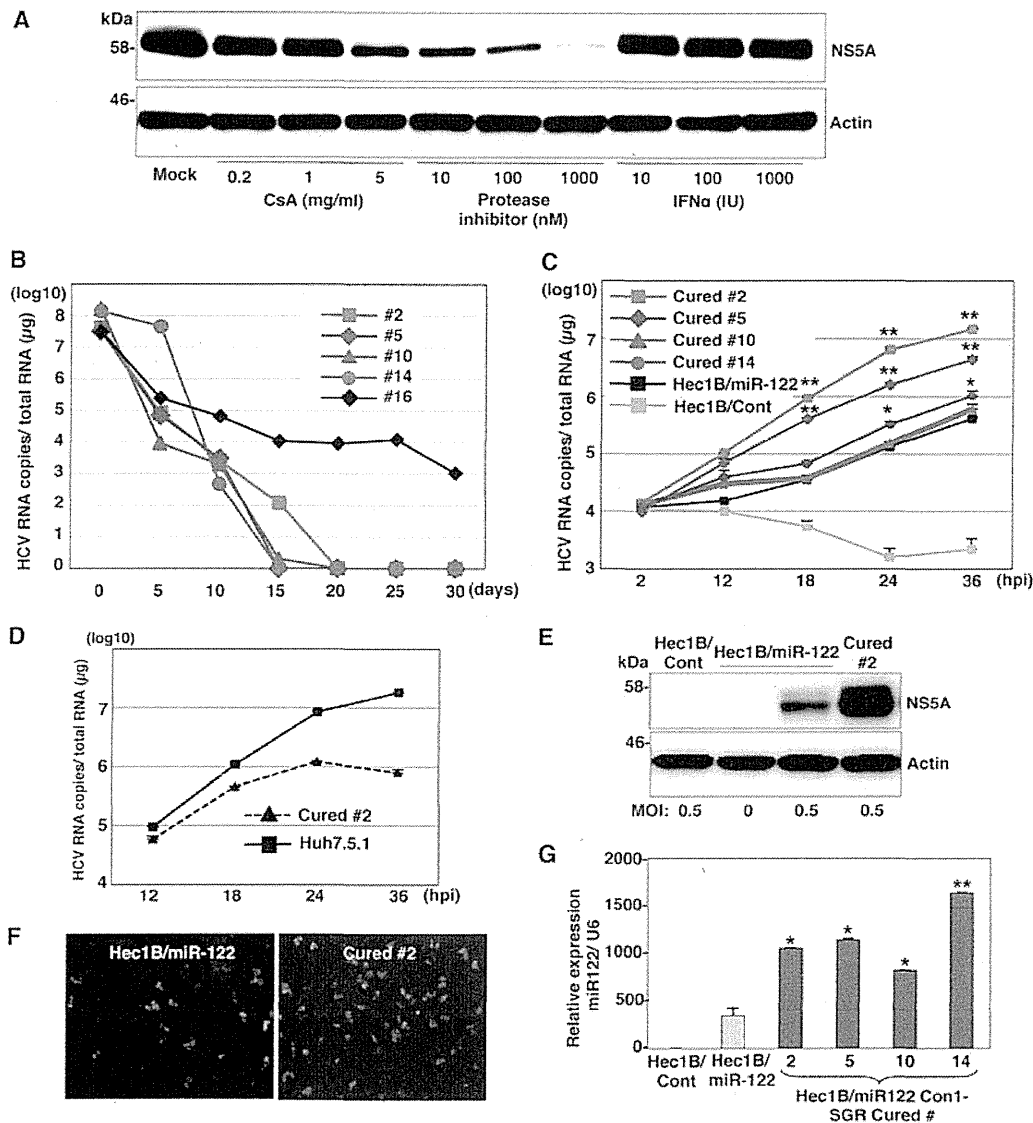 A
kDa
58-
NS5A
46-
Actin
Mock
0.2 1 5 10 100 1000 10 100 1000
CsA (mg/ml)
Protease
inhibitor (nM)
IFNα (IU)
B
(log10)
HCV RNA copies/ total RNA (μg)
8
7
6
5
4
3
2
1
0
#2
#5
#10
#14
#16
0 5 10 15 20 25 30 (days)
C
(log10)
HCV RNA copies/ total RNA (μg)
7
6
5
4
3
Cured #2
Cured #5
Cured #10
Cured #14
Hec1B/miR-122
Hec1B/Cont
** ** ** ** ** ** * *
2 12 18 24 36 (hpi)
D
(log10)
HCV RNA copies/ total RNA (μg)
7
6
5
4
Cured #2
Huh7.5.1
12 18 24 36 (hpi)
E
Hec1B/
Cont
Hec1B/miR-122
Cured
#2
kDa
58-
NS5A
46-
Actin
MOI: 0.5 0 0.5 0.5
F
Hec1B/miR-122
Cured #2
G
Relative expression
miR122/ U6
2000
1500
1000
500
0
* * * **
Hec1B/
Cont
Hec1B/
miR-122
2 5 10 14
Hec1B/miR122 Con1-
SGR Cured #